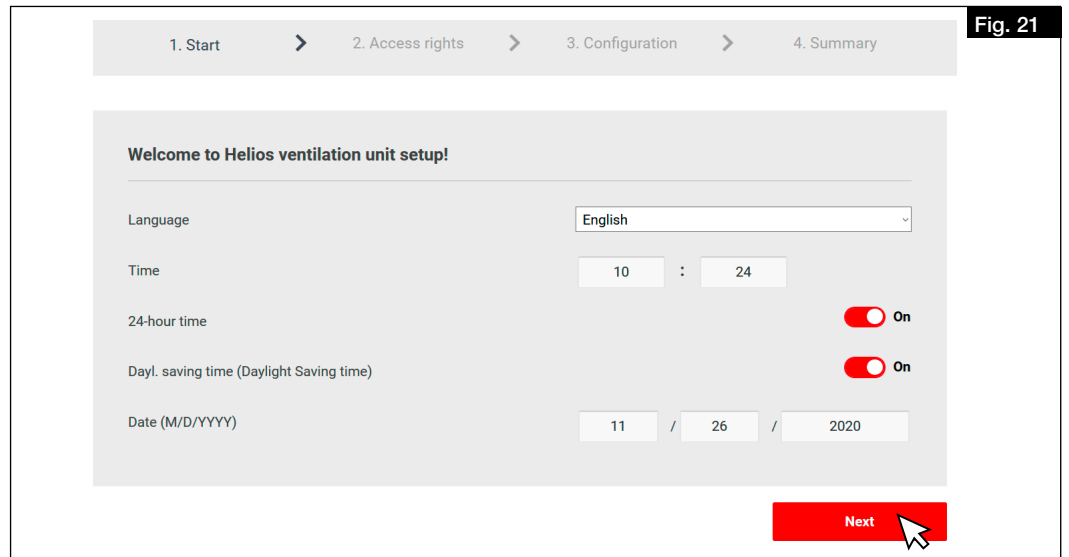 Fig. 21
1. Start > 2. Access rights > 3. Configuration > 4. Summary
Welcome to Helios ventilation unit setup!
Language English
Time 10 : 24
24-hour time On
Dayl. saving time (Daylight Saving time) On
Date (M/D/YYYY) 11 / 26 / 2020
Next